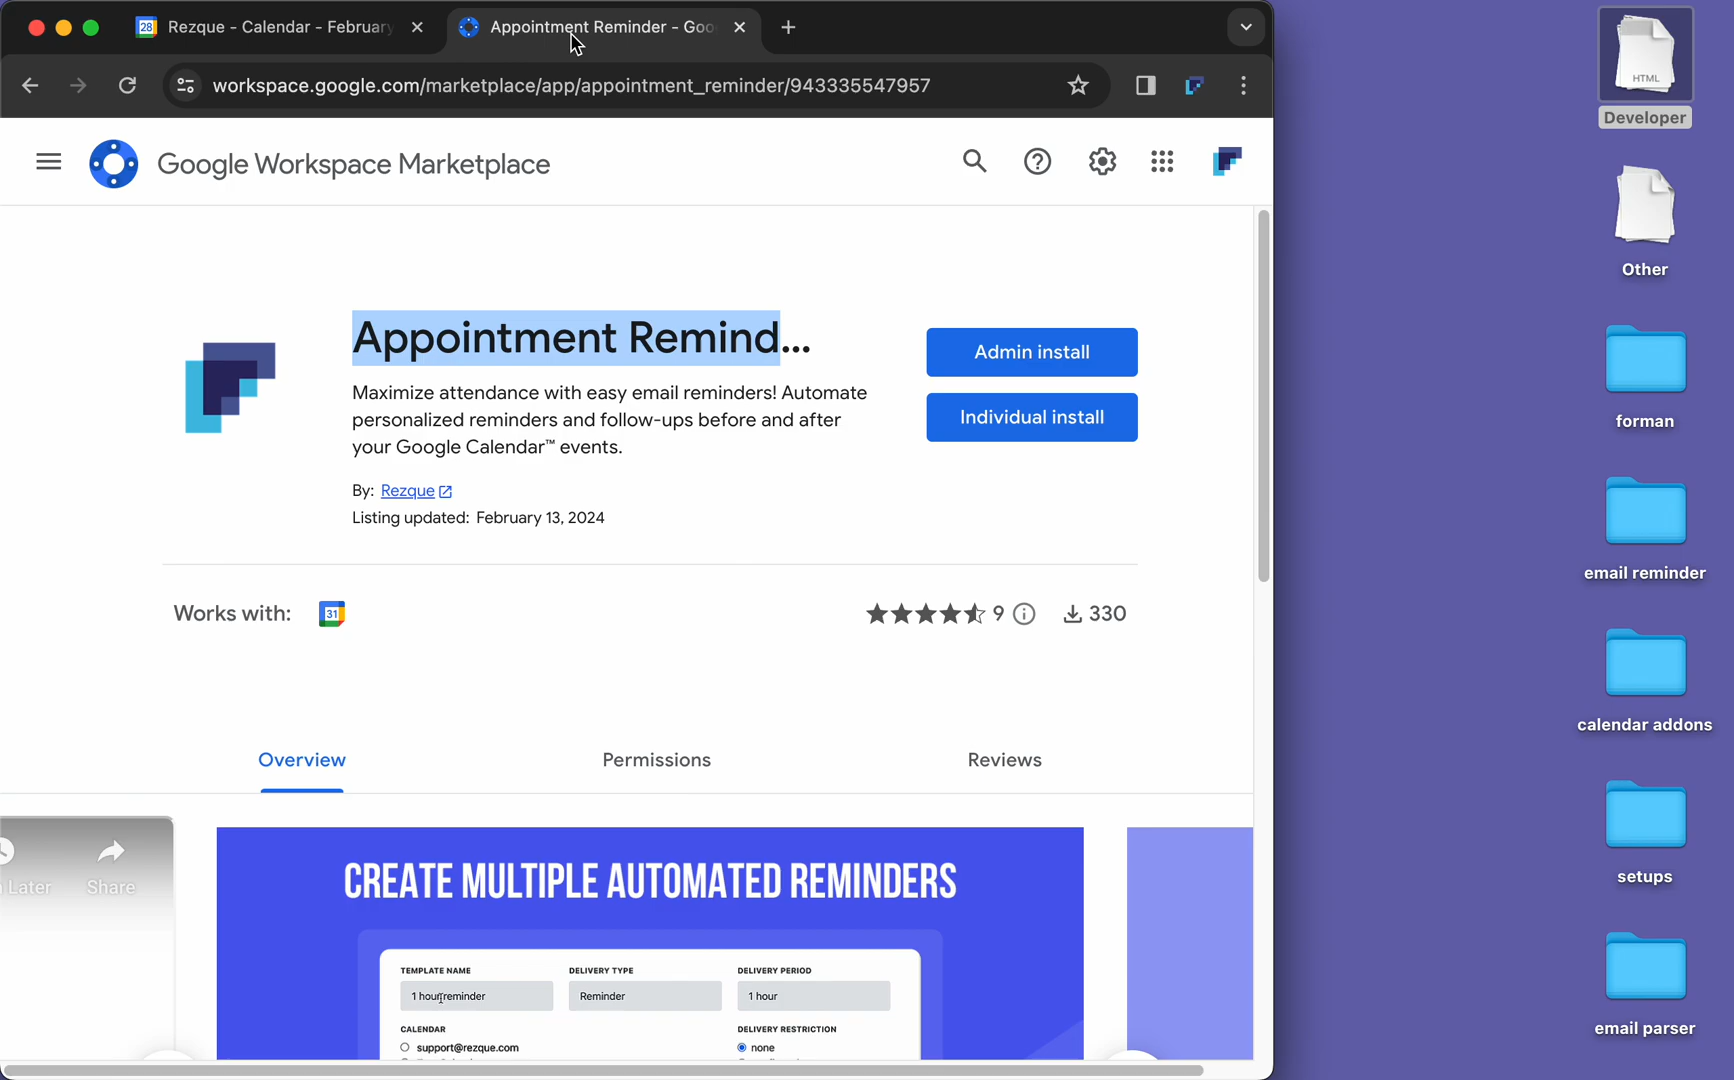 Rezque - Calendar - February
Appointment Reminder - Goo
workspace.google.com/marketplace/app/appointment_reminder/943335547957
Google Workspace Marketplace
Appointment Remind...
Maximize attendance with easy email reminders! Automate
personalized reminders and follow-ups before and after
your Google Calendar™ events.
By: Rezque
Listing updated: February 13, 2024
Admin install
Individual install
Works with:
31
9
330
Overview
Permissions
Reviews
Later
Share
CREATE MULTIPLE AUTOMATED REMINDERS
TEMPLATE NAME
DELIVERY TYPE
DELIVERY PERIOD
1 hour reminder
Reminder
1 hour
CALENDAR
DELIVERY RESTRICTION
support@rezque.com
none
HTML
Developer
Other
forman
email reminder
calendar addons
setups
email parser